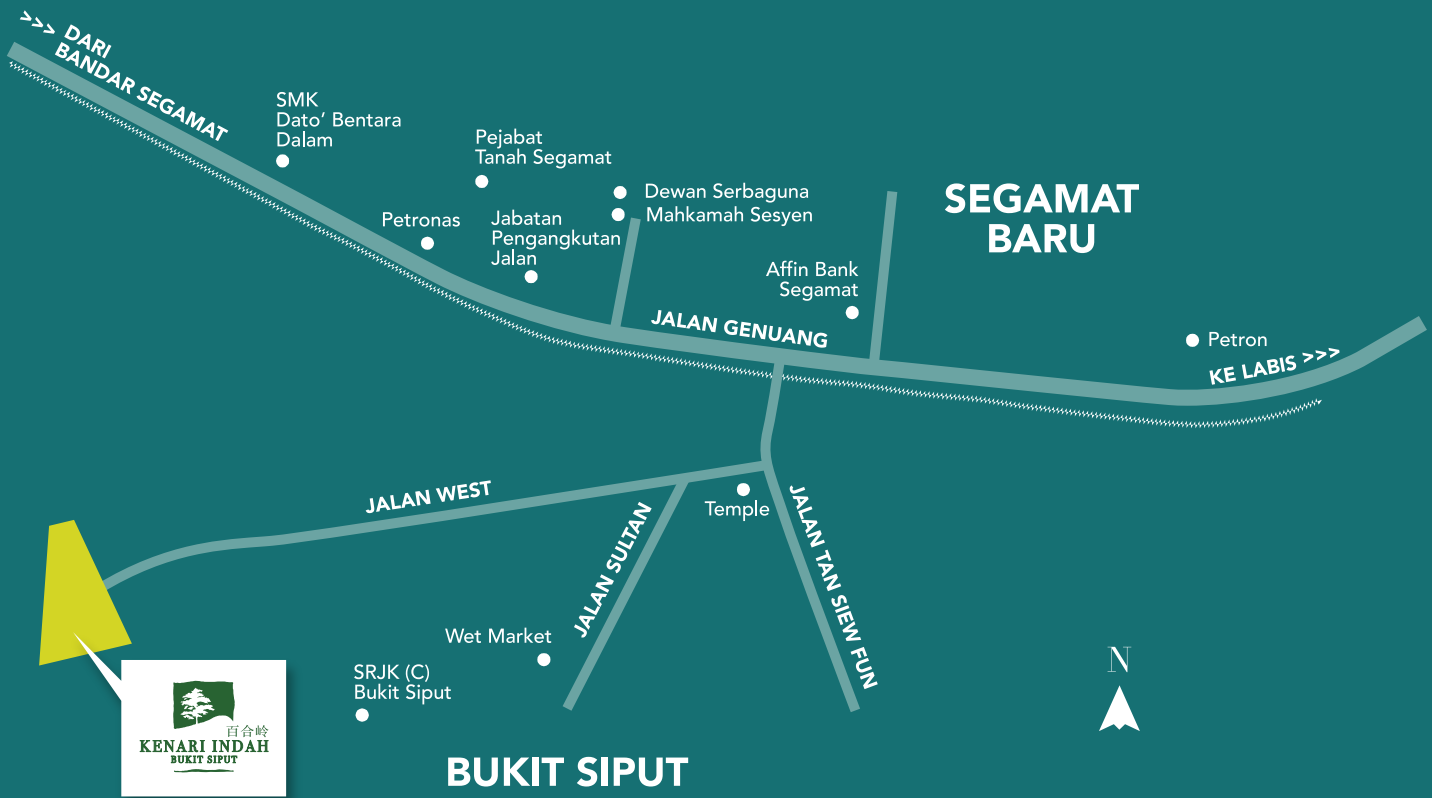 >>> DARI
BANDAR SEGAMAT
SMK
Dato’ Bentara
Dalam
Pejabat
Tanah Segamat
Dewan Serbaguna
Mahkamah Sesyen
Petronas
Jabatan
Pengangkutan
Jalan
SEGAMAT
BARU
Affin Bank
Segamat
JALAN GENUANG
Petron
KE LABIS >>>
JALAN WEST
Temple
JALAN SULTAN
JALAN TAN SIEW FUN
Wet Market
SRJK (C)
Bukit Siput
N
百合岭
KENARI INDAH
BUKIT SIPUT
BUKIT SIPUT